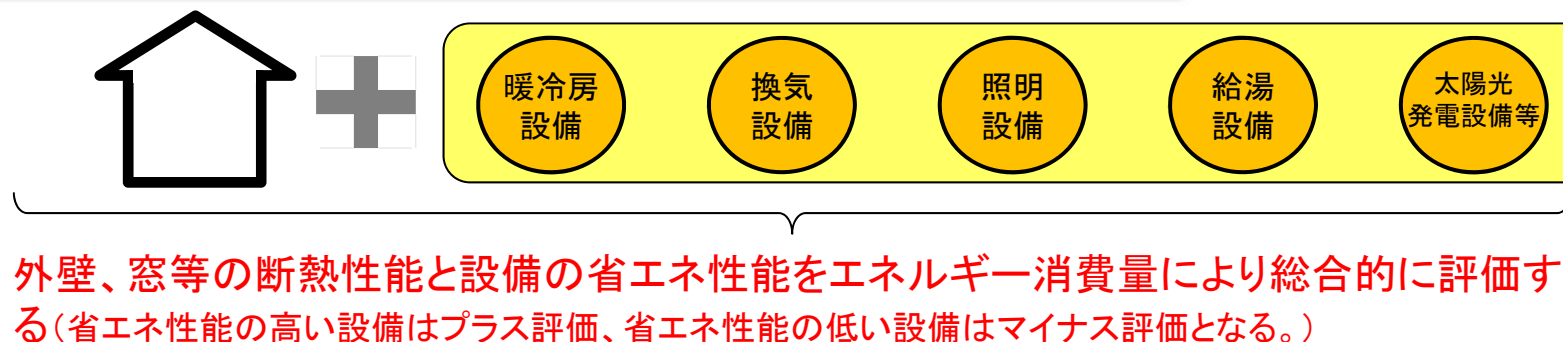 暖冷房
設備
換気
設備
照明
設備
給湯
設備
太陽光
発電設備等
外壁、窓等の断熱性能と設備の省エネ性能をエネルギー消費量により総合的に評価す
る(省エネ性能の高い設備はプラス評価、省エネ性能の低い設備はマイナス評価となる。)